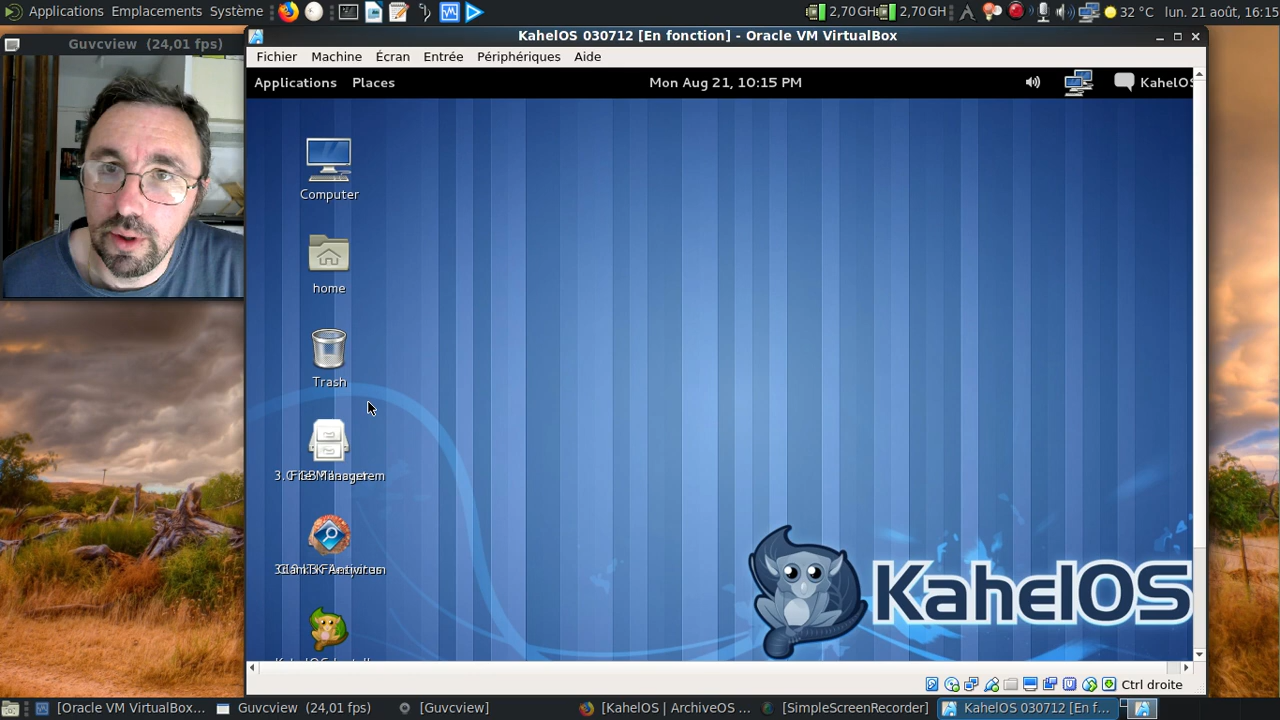 Applications Emplacements Système 2,70 GH 2,70 GH 32 °C lun. 21 août, 16:15
Guvcview (24,01 fps)
KahelOS 030712 [En fonction] - Oracle VM VirtualBox
Fichier Machine Écran Entrée Périphériques Aide
Applications Places Mon Aug 21, 10:15 PM KahelOS
Computer
home
Trash
File Manager
KahelOS
Ctrl droite
[Oracle VM VirtualBox... Guvcview (24,01 fps) [Guvcview] [KahelOS | ArchiveOS ... [SimpleScreenRecorder] KahelOS 030712 [En f...